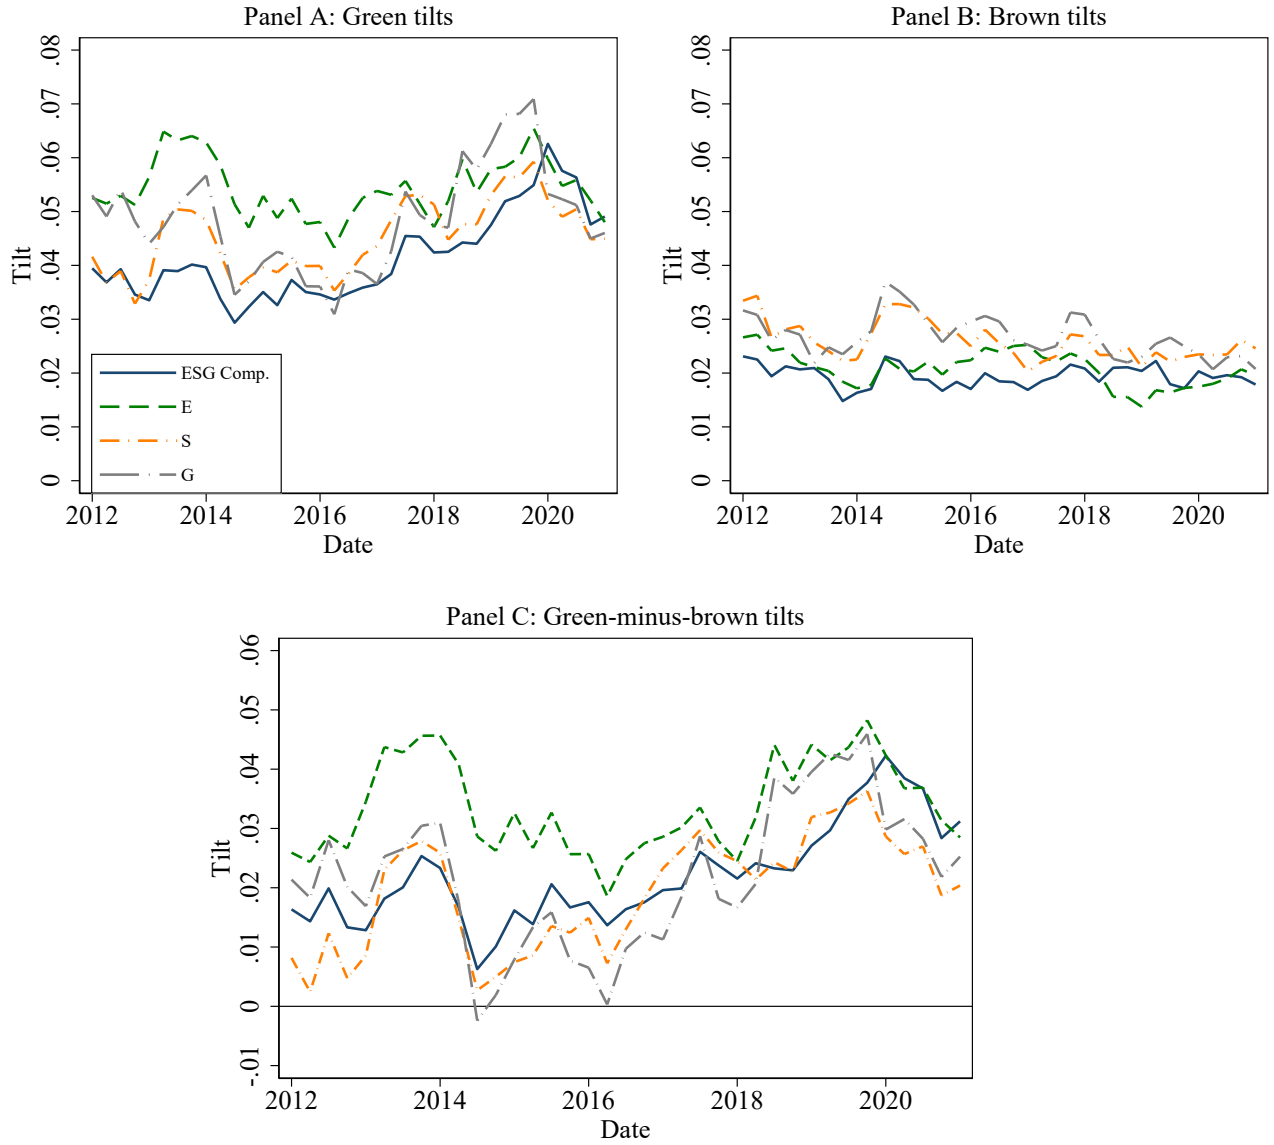 Panel A: Green tilts
.08
.07
.06
.05
.04
.03
.02
.01
0
Tilt
ESG Comp.
E
S
G
2012 2014 2016 2018 2020
Date
Panel B: Brown tilts
.08
.07
.06
.05
.04
.03
.02
.01
0
Tilt
2012 2014 2016 2018 2020
Date
Panel C: Green-minus-brown tilts
.06
.05
.04
.03
.02
.01
0
-.01
Tilt
2012 2014 2016 2018 2020
Date